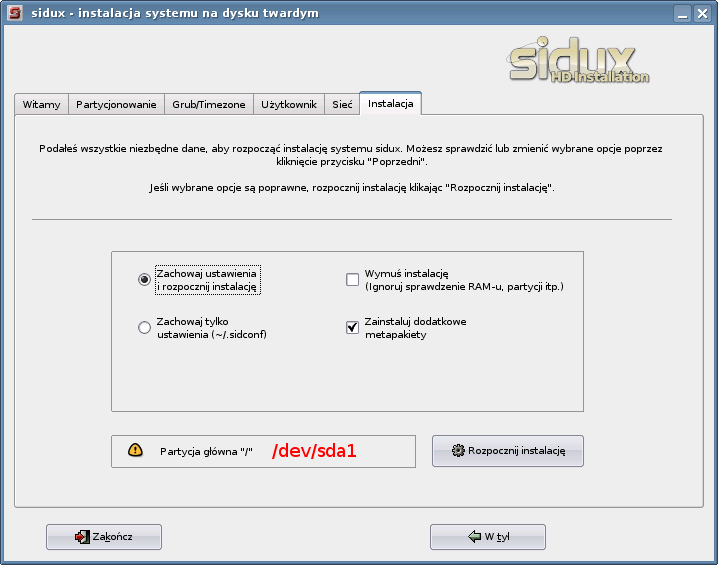 sidux - instalacja systemu na dysku twardym
sidux
HD-Installation
Witamy Partycjonowanie Grub/Timezone Użytkownik Sieć Instalacja
Podałeś wszystkie niezbędne dane, aby rozpocząć instalację systemu sidux. Możesz sprawdzić lub zmienić wybrane opcje poprzez
kliknięcie przycisku "Poprzedni".
Jeśli wybrane opcje są poprawne, rozpocznij instalację klikając "Rozpocznij instalację".
Zachowaj ustawienia
i rozpocznij instalację
Wymuś instalację
(Ignoruj sprawdzenie RAM-u, partycji itp.)
Zachowaj tylko
ustawienia (~/.sidconf)
Zainstaluj dodatkowe
metapakiety
Partycja główna "/" /dev/sda1
Rozpocznij instalację
Zakończ
W tył